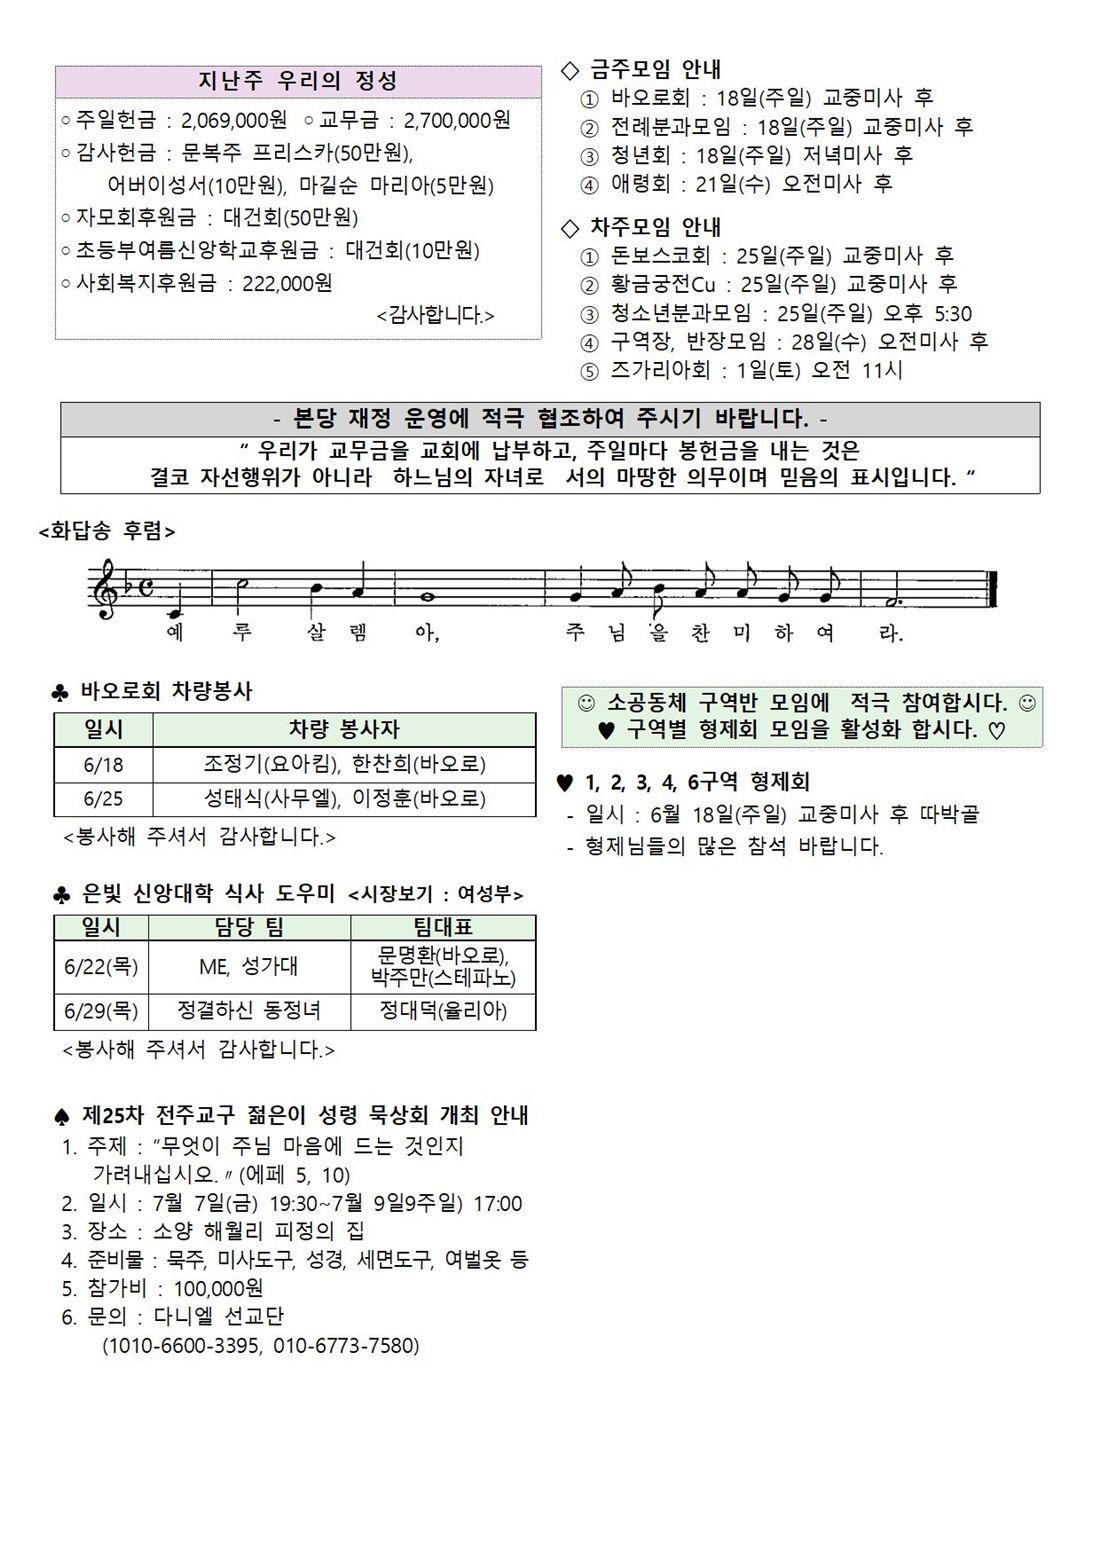 지난주 우리의 정성
○ 주일헌금 : 2,069,000원 ○ 교무금 : 2,700,000원
○ 감사헌금 : 문복주 프리스카(50만원),
어버이성서(10만원), 마길순 마리아(5만원)
○ 자모회후원금 : 대건회(50만원)
○ 초등부여름신앙학교후원금 : 대건회(10만원)
○ 사회복지후원금 : 222,000원
<감사합니다.>
◇ 금주모임 안내
① 바오로회 : 18일(주일) 교중미사 후
② 전례분과모임 : 18일(주일) 교중미사 후
③ 청년회 : 18일(주일) 저녁미사 후
④ 애령회 : 21일(수) 오전미사 후
◇ 차주모임 안내
① 돈보스코회 : 25일(주일) 교중미사 후
② 황금궁전Cu : 25일(주일) 교중미사 후
③ 청소년분과모임 : 25일(주일) 오후 5:30
④ 구역장, 반장모임 : 28일(수) 오전미사 후
⑤ 즈가리아회 : 1일(토) 오전 11시
- 본당 재정 운영에 적극 협조하여 주시기 바랍니다. -
“ 우리가 교무금을 교회에 납부하고, 주일마다 봉헌금을 내는 것은
결코 자선행위가 아니라 하느님의 자녀로 서의 마땅한 의무이며 믿음의 표시입니다. “
<화답송 후렴>
예 루 살 렘 아, 주 님 을 찬 미 하 여 라.
♣ 바오로회 차량봉사
일시 차량 봉사자
6/18 조정기(요아킴), 한찬희(바오로)
6/25 성태식(사무엘), 이정훈(바오로)
<봉사해 주셔서 감사합니다.>
♣ 은빛 신앙대학 식사 도우미 <시장보기 : 여성부>
일시 담당 팀 팀대표
6/22(목) ME, 성가대 문명환(바오로),
박주만(스테파노)
6/29(목) 정결하신 동정녀 정대덕(율리아)
<봉사해 주셔서 감사합니다.>
♠ 제25차 전주교구 젊은이 성령 묵상회 개최 안내
1. 주제 : “무엇이 주님 마음에 드는 것인지
가려내십시오.〃(에페 5, 10)
2. 일시 : 7월 7일(금) 19:30~7월 9일9주일) 17:00
3. 장소 : 소양 해월리 피정의 집
4. 준비물 : 묵주, 미사도구, 성경, 세면도구, 여벌옷 등
5. 참가비 : 100,000원
6. 문의 : 다니엘 선교단
(1010-6600-3395, 010-6773-7580)
☺ 소공동체 구역반 모임에 적극 참여합시다. ☺
♥ 구역별 형제회 모임을 활성화 합시다. ♡
♥ 1, 2, 3, 4, 6구역 형제회
- 일시 : 6월 18일(주일) 교중미사 후 따박골
- 형제님들의 많은 참석 바랍니다.